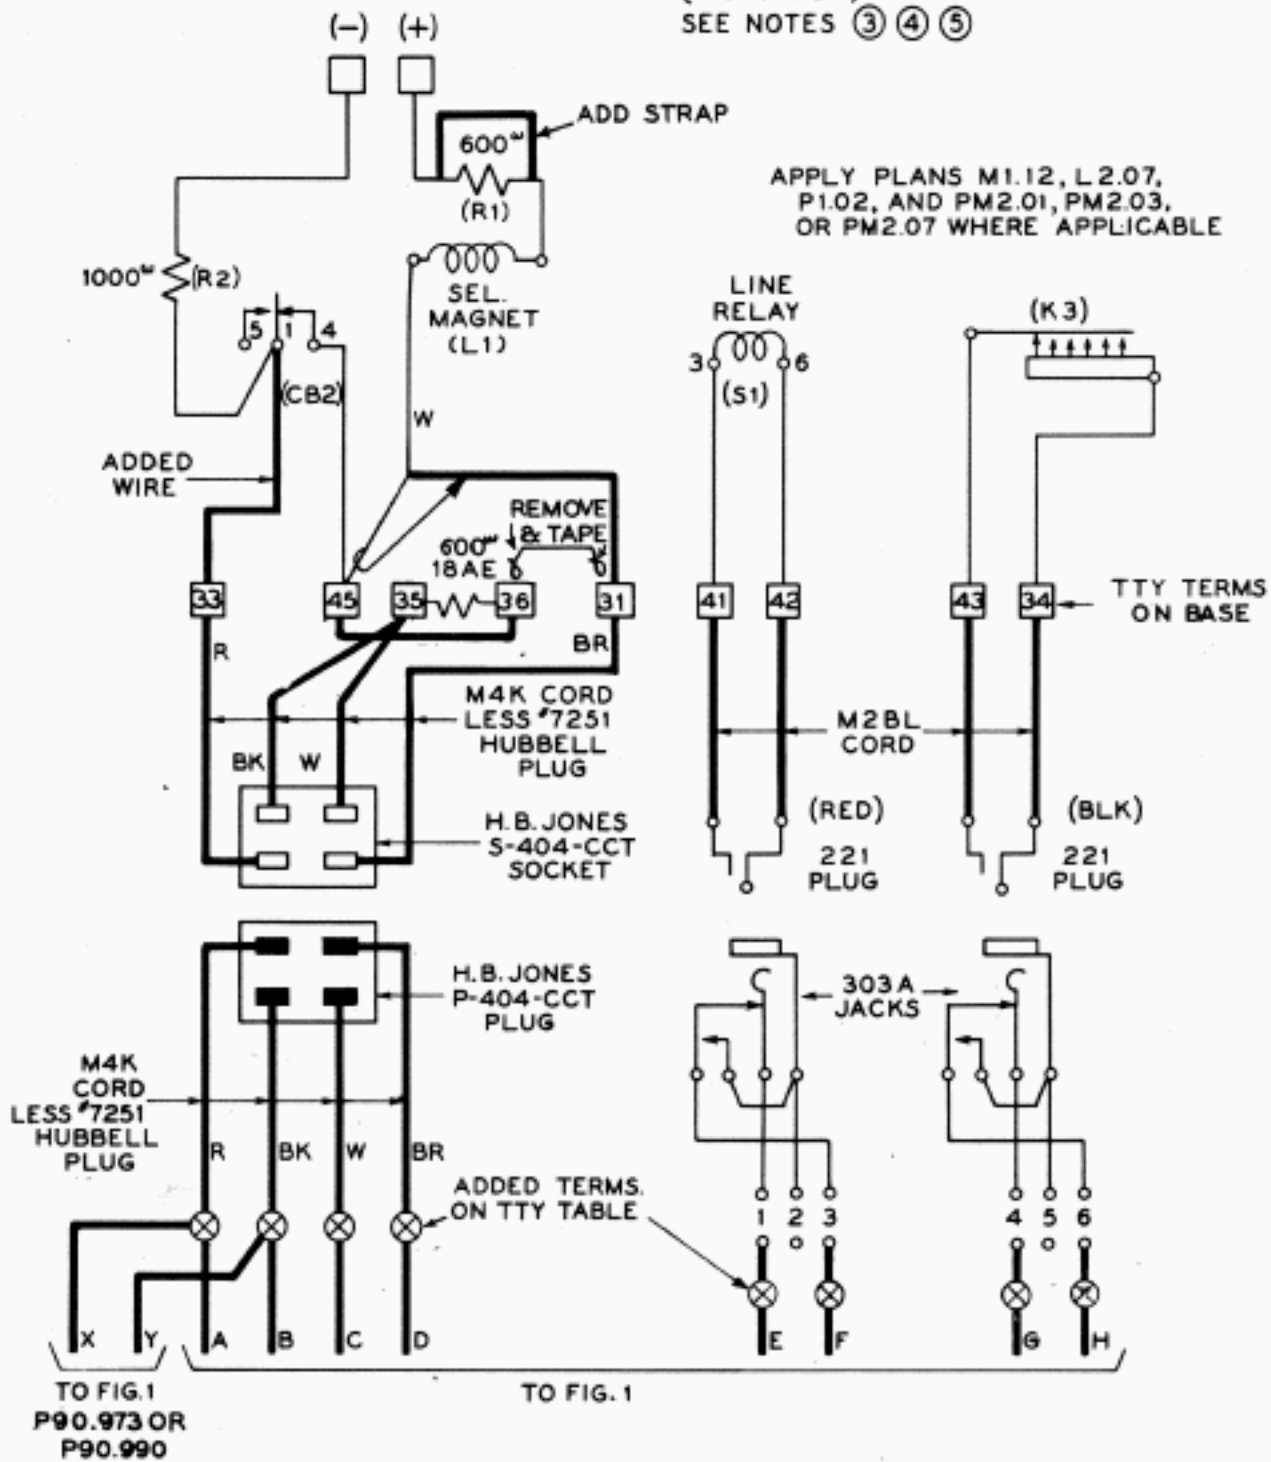 SEE NOTES ③ ④ ⑤
(-) (+)
ADD STRAP
600ω
(R1)
APPLY PLANS M1.12, L2.07,
P1.02, AND PM2.01, PM2.03,
OR PM2.07 WHERE APPLICABLE
1000ω (R2)
5 1 4
(CB2)
SEL.
MAGNET
(L1)
W
LINE
RELAY
3 6
(S1)
(K3)
ADDED
WIRE
REMOVE
& TAPE
600ω
18AE
33 45 35 36 31 41 42 43 34
TTY TERMS
ON BASE
R
BR
M4K CORD
LESS #7251
HUBBELL
PLUG
BK W
M2BL
CORD
H.B.JONES
S-404-CCT
SOCKET
(RED)
221
PLUG
(BLK)
221
PLUG
H.B.JONES
P-404-CCT
PLUG
303A
JACKS
M4K
CORD
LESS #7251
HUBBELL
PLUG
R BK W BR
ADDED TERMS.
ON TTY TABLE
1 2 3 4 5 6
X Y A B C D E F G H
TO FIG.1
P90.973 OR
P90.990
TO FIG. 1